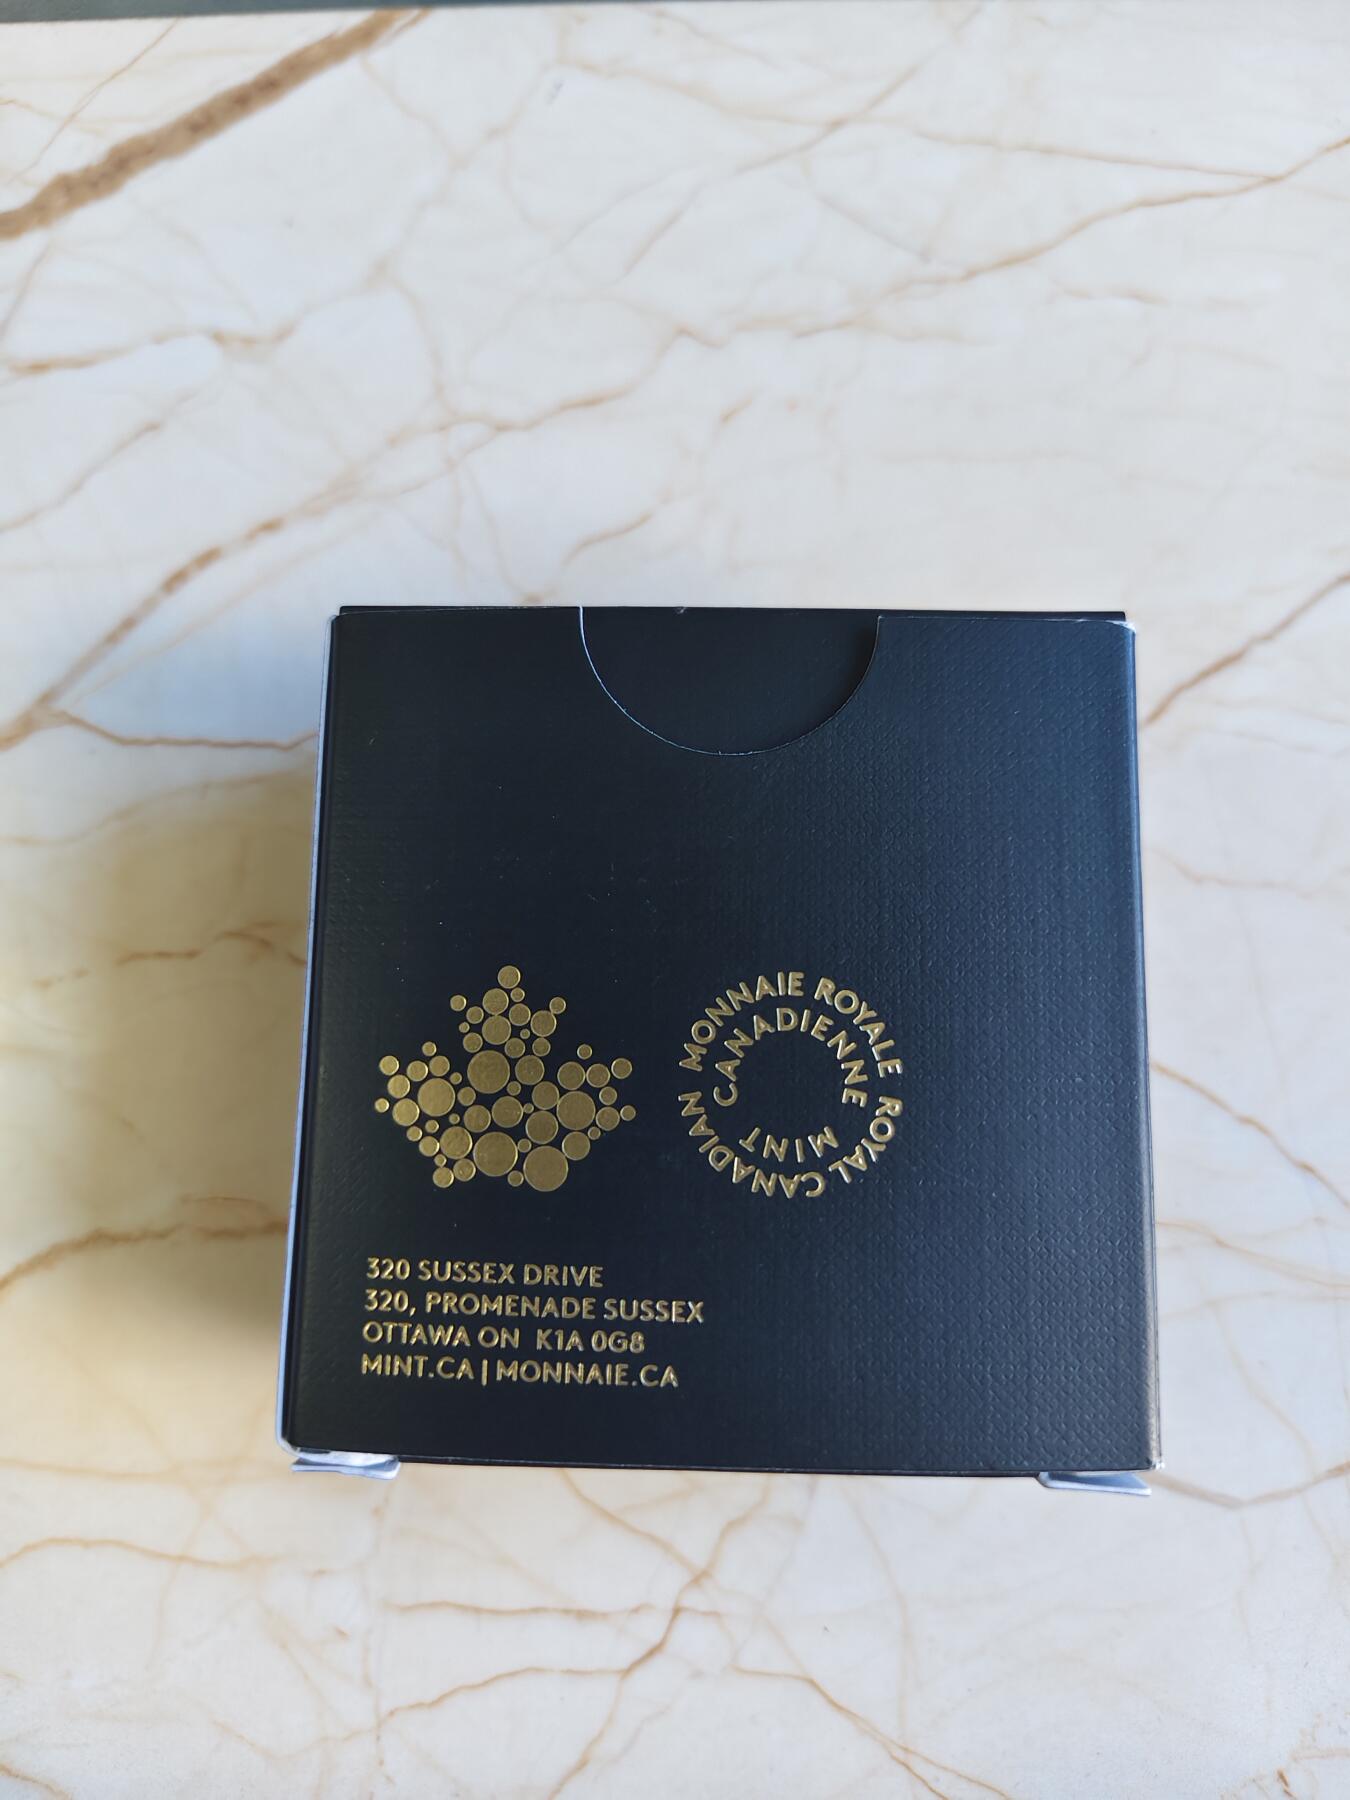 MONNAIE ROYALE
CANADIENNE
ROYAL CANADIAN
MINT
320 SUSSEX DRIVE
320, PROMENADE SUSSEX
OTTAWA ON K1A 0G8
MINT.CA | MONNAIE.CA